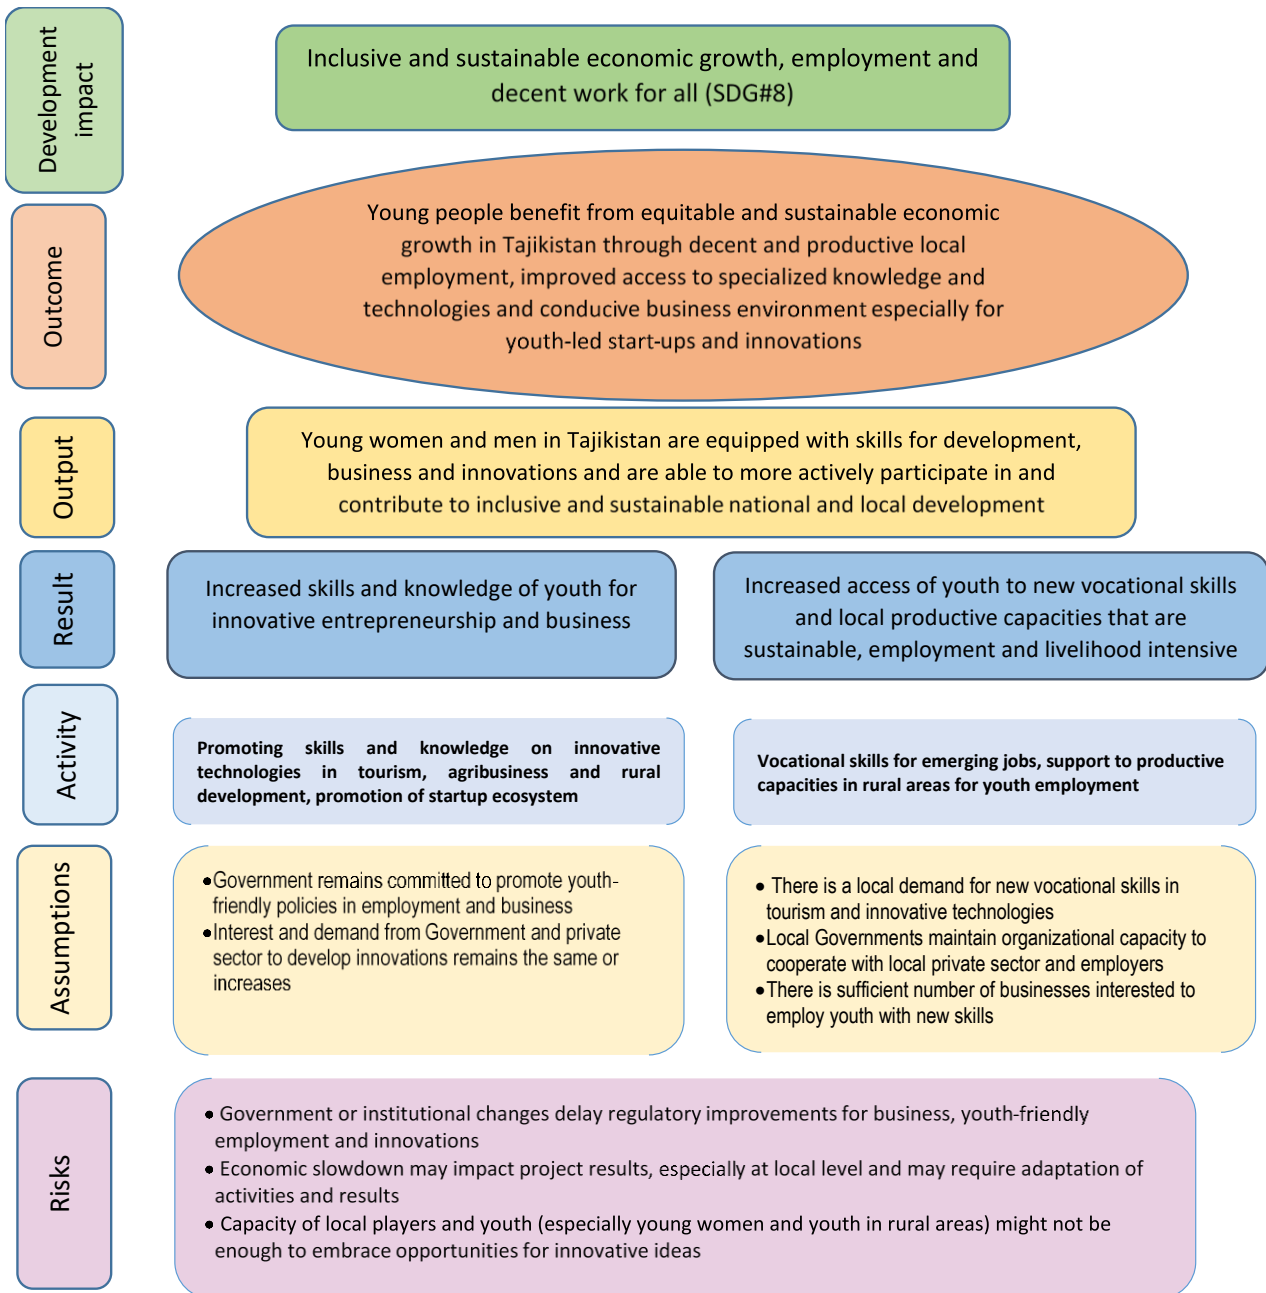 Development
impact
Inclusive and sustainable economic growth, employment and
decent work for all (SDG#8)
Outcome
Young people benefit from equitable and sustainable economic
growth in Tajikistan through decent and productive local
employment, improved access to specialized knowledge and
technologies and conducive business environment especially for
youth-led start-ups and innovations
Output
Young women and men in Tajikistan are equipped with skills for development,
business and innovations and are able to more actively participate in and
contribute to inclusive and sustainable national and local development
Result
Increased skills and knowledge of youth for
innovative entrepreneurship and business
Increased access of youth to new vocational skills
and local productive capacities that are
sustainable, employment and livelihood intensive
Activity
Promoting skills and knowledge on innovative
technologies in tourism, agribusiness and rural
development, promotion of startup ecosystem
Vocational skills for emerging jobs, support to productive
capacities in rural areas for youth employment
Assumptions
•Government remains committed to promote youth-
friendly policies in employment and business
•Interest and demand from Government and private
sector to develop innovations remains the same or
increases
• There is a local demand for new vocational skills in
tourism and innovative technologies
•Local Governments maintain organizational capacity to
cooperate with local private sector and employers
•There is sufficient number of businesses interested to
employ youth with new skills
Risks
• Government or institutional changes delay regulatory improvements for business, youth-friendly
employment and innovations
• Economic slowdown may impact project results, especially at local level and may require adaptation of
activities and results
• Capacity of local players and youth (especially young women and youth in rural areas) might not be
enough to embrace opportunities for innovative ideas